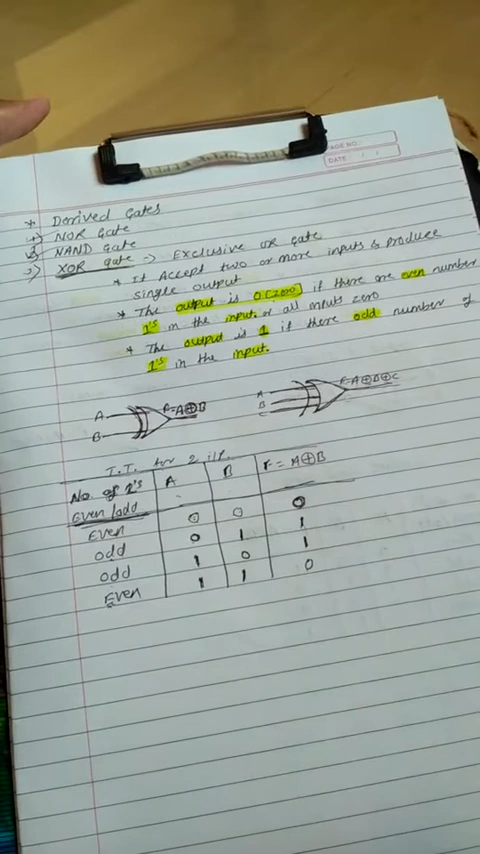 PAGE NO.
DATE
* Derived Gates
1) NOR Gate
2) NAND Gate
3) XOR gate -> Exclusive OR gate
* It Accept two or more inputs & produce
single output
* The output is 0[zero] if there are even number
1's in the input. or all inputs zero
* The output is 1 if there odd number of
1's in the input.
A
B
F=A⊕B
A
B
C
F=A⊕B⊕C
T.T. for 2 i/p.
No. of 1's Even/odd A B F = A⊕B
Even 0 0 0
odd 0 1 1
odd 1 0 1
Even 1 1 0